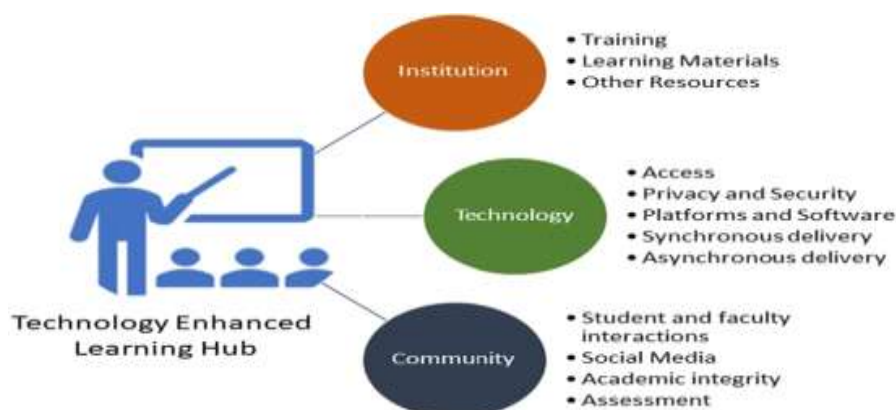 Institution
• Training
• Learning Materials
• Other Resources
Technology
• Access
• Privacy and Security
• Platforms and Software
• Synchronous delivery
• Asynchronous delivery
Technology Enhanced
Learning Hub
Community
• Student and faculty
interactions
• Social Media
• Academic integrity
• Assessment